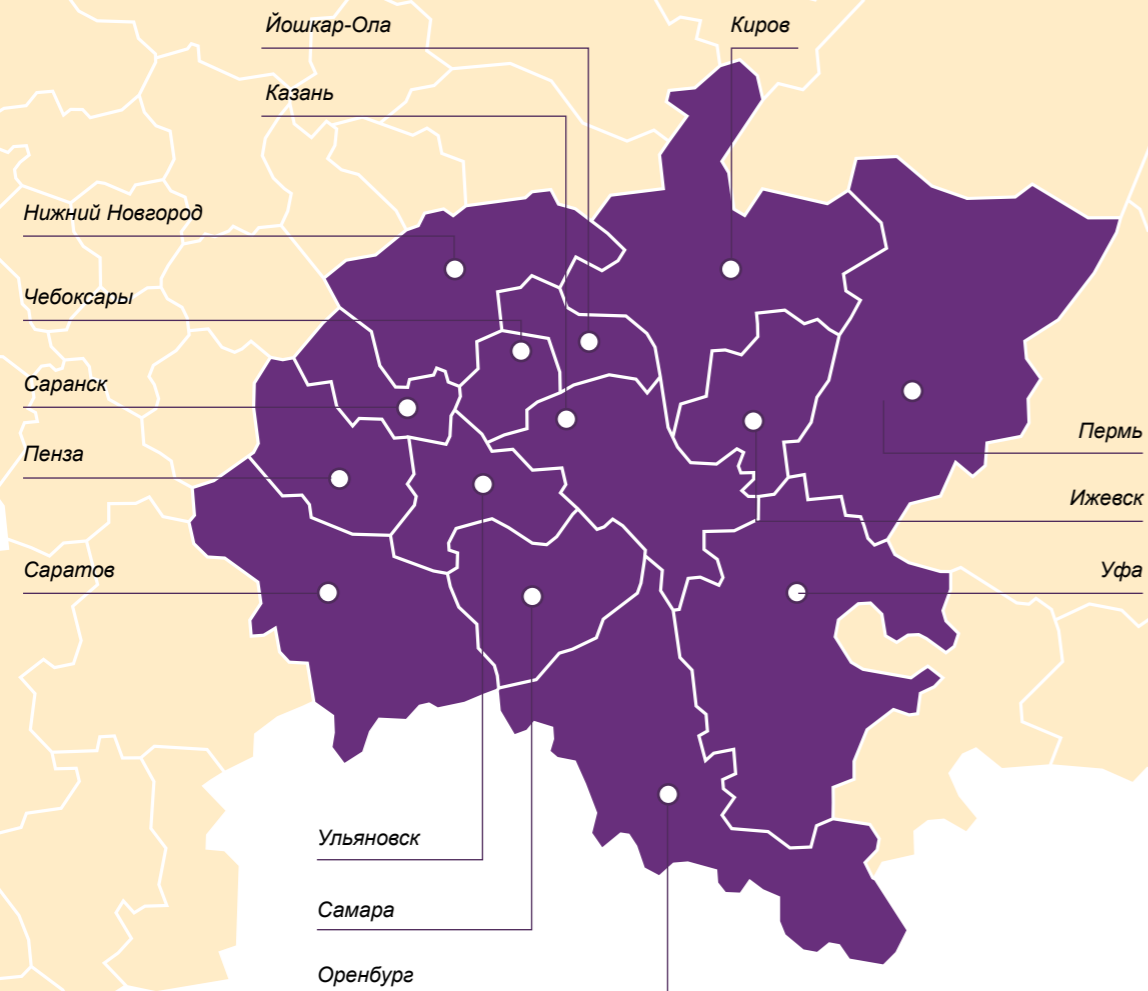 Йошкар-Ола
Киров
Казань
Нижний Новгород
Чебоксары
Саранск
Пенза
Пермь
Ижевск
Саратов
Уфа
Ульяновск
Самара
Оренбург